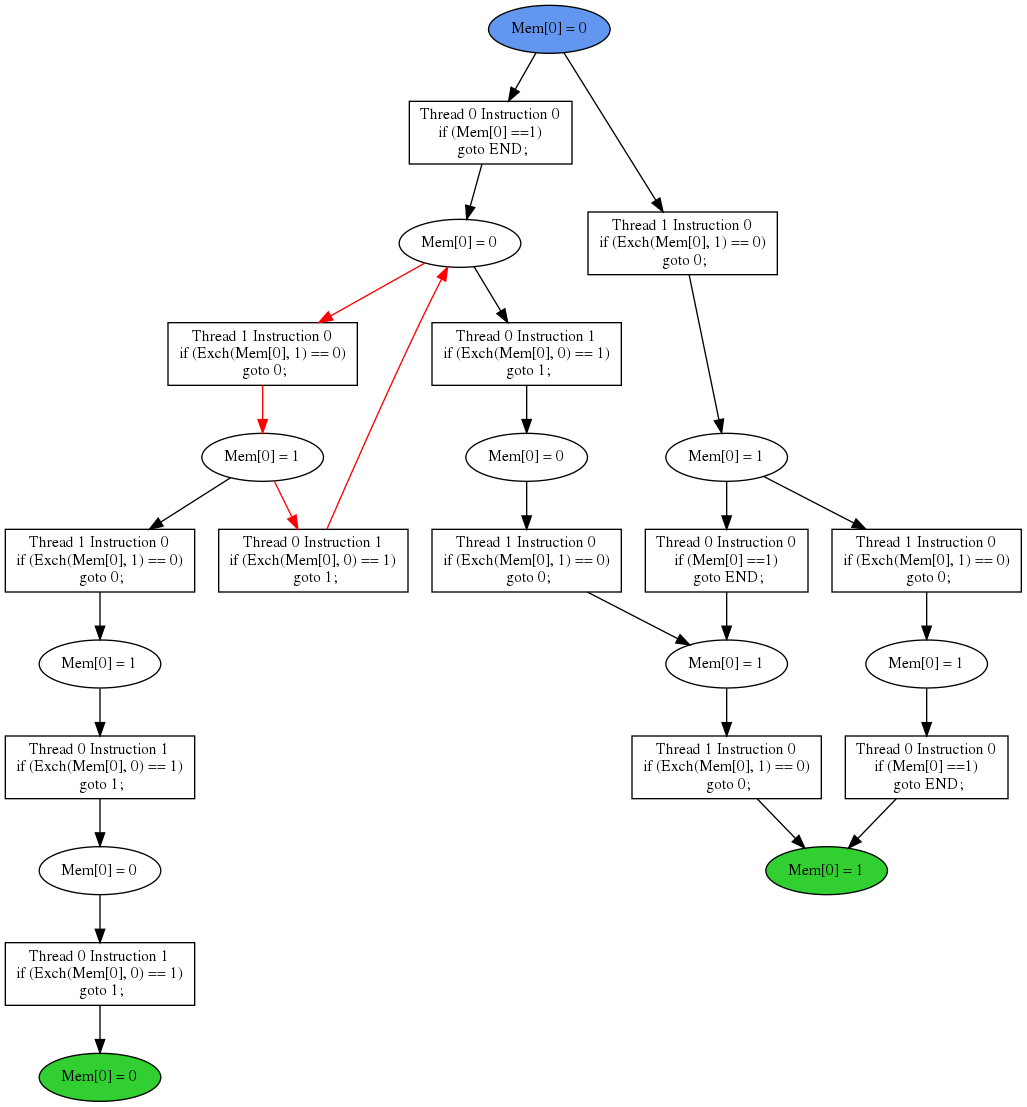 Mem[0] = 0
Thread 0 Instruction 0
if (Mem[0] ==1)
goto END;
Mem[0] = 0
Thread 1 Instruction 0
if (Exch(Mem[0], 1) == 0)
goto 0;
Thread 1 Instruction 0
if (Exch(Mem[0], 1) == 0)
goto 0;
Thread 0 Instruction 1
if (Exch(Mem[0], 0) == 1)
goto 1;
Mem[0] = 1
Mem[0] = 0
Mem[0] = 1
Thread 1 Instruction 0
if (Exch(Mem[0], 1) == 0)
goto 0;
Thread 0 Instruction 1
if (Exch(Mem[0], 0) == 1)
goto 1;
Thread 1 Instruction 0
if (Exch(Mem[0], 1) == 0)
goto 0;
Thread 0 Instruction 0
if (Mem[0] ==1)
goto END;
Thread 1 Instruction 0
if (Exch(Mem[0], 1) == 0)
goto 0;
Mem[0] = 1
Mem[0] = 1
Mem[0] = 1
Thread 0 Instruction 1
if (Exch(Mem[0], 0) == 1)
goto 1;
Thread 1 Instruction 0
if (Exch(Mem[0], 1) == 0)
goto 0;
Thread 0 Instruction 0
if (Mem[0] ==1)
goto END;
Mem[0] = 0
Mem[0] = 1
Thread 0 Instruction 1
if (Exch(Mem[0], 0) == 1)
goto 1;
Mem[0] = 0